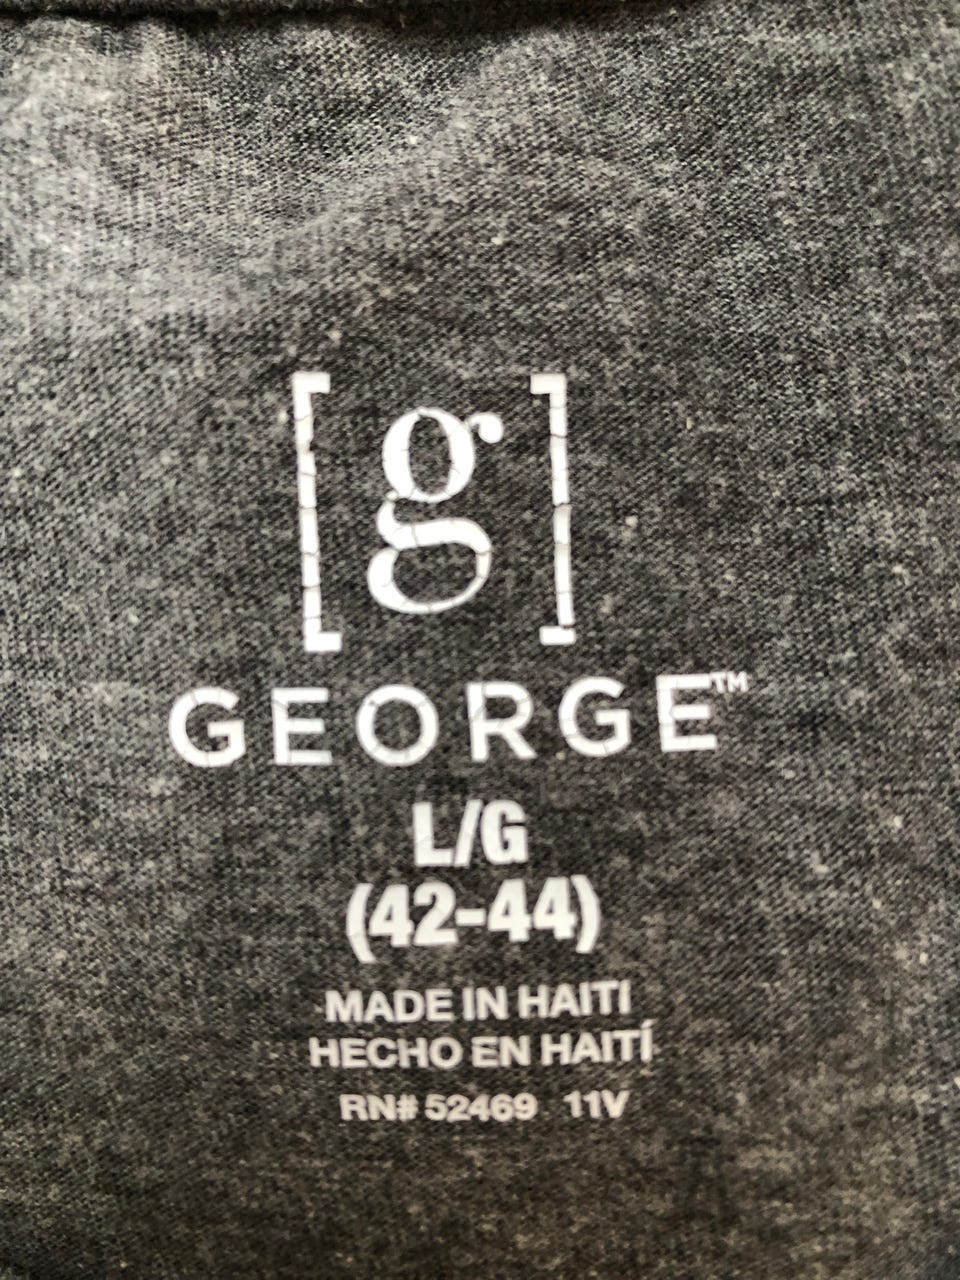 [g]
GEORGE™
L/G
(42-44)
MADE IN HAITI
HECHO EN HAITÍ
RN# 52469 11V